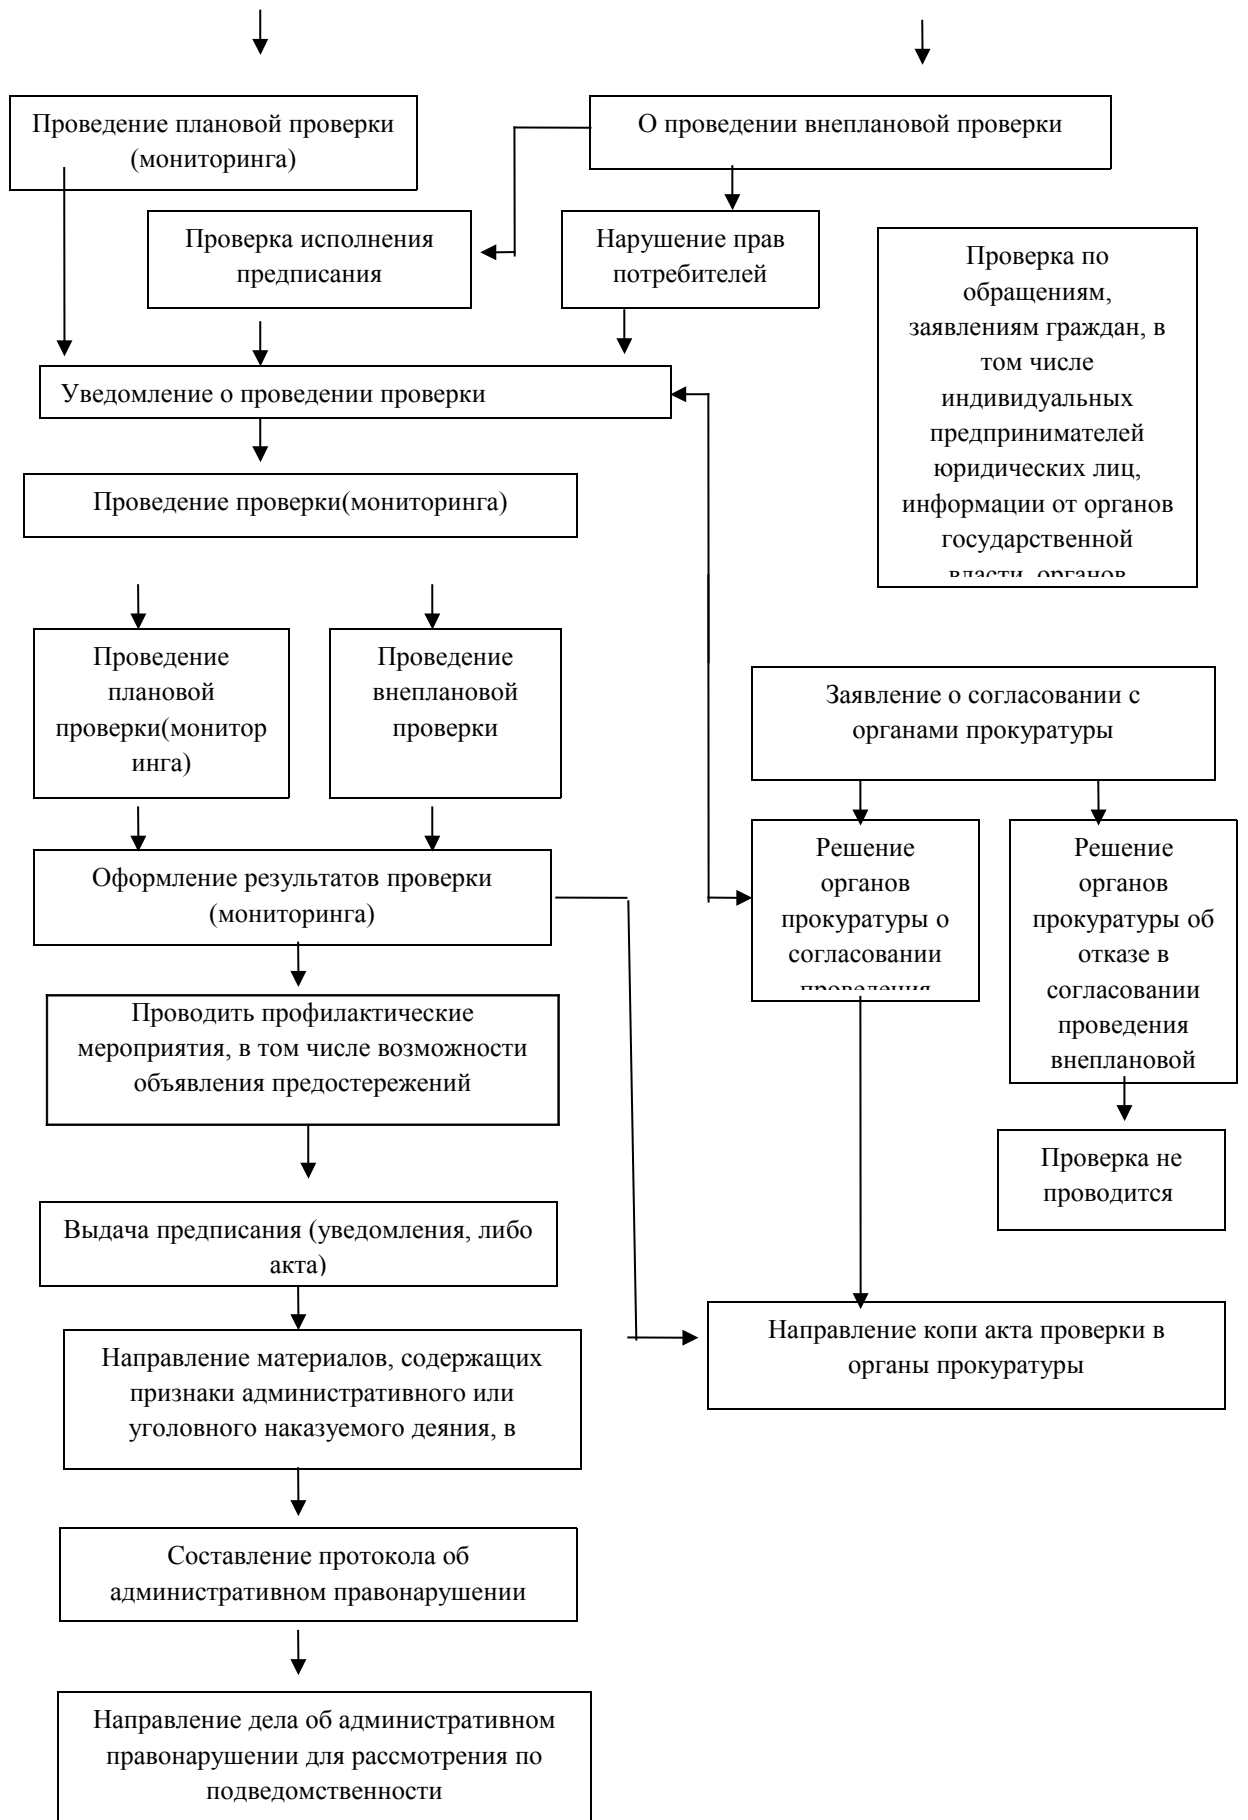 Проведение плановой проверки
(мониторинга)
О проведении внеплановой проверки
Проверка исполнения
предписания
Нарушение прав
потребителей
Проверка по
обращениям,
заявлениям граждан, в
том числе
индивидуальных
предпринимателей
юридических лиц,
информации от органов
государственной
власти, органов
Уведомление о проведении проверки
Проведение проверки(мониторинга)
Проведение
плановой
проверки(монитор
инга)
Проведение
внеплановой
проверки
Заявление о согласовании с
органами прокуратуры
Решение
органов
прокуратуры о
согласовании
проведения
Решение
органов
прокуратуры об
отказе в
согласовании
проведения
внеплановой
Оформление результатов проверки
(мониторинга)
Проводить профилактические
мероприятия, в том числе возможности
объявления предостережений
Проверка не
проводится
Выдача предписания (уведомления, либо
акта)
Направление копи акта проверки в
органы прокуратуры
Направление материалов, содержащих
признаки административного или
уголовного наказуемого деяния, в
Составление протокола об
административном правонарушении
Направление дела об административном
правонарушении для рассмотрения по
подведомственности